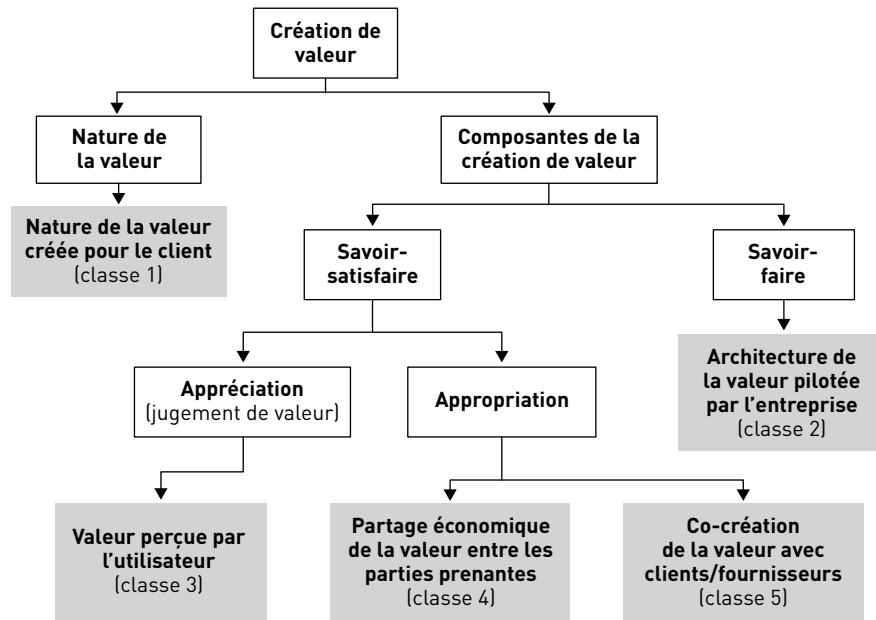 Création de
valeur
Nature de
la valeur
Composantes de la
création de valeur
Nature de la valeur
créée pour le client
(classe 1)
Savoir-
satisfaire
Savoir-
faire
Appréciation
(jugement de valeur)
Appropriation
Architecture de
la valeur pilotée
par l'entreprise
(classe 2)
Valeur perçue par
l'utilisateur
(classe 3)
Partage économique
de la valeur entre les
parties prenantes
(classe 4)
Co-création
de la valeur avec
clients/fournisseurs
(classe 5)